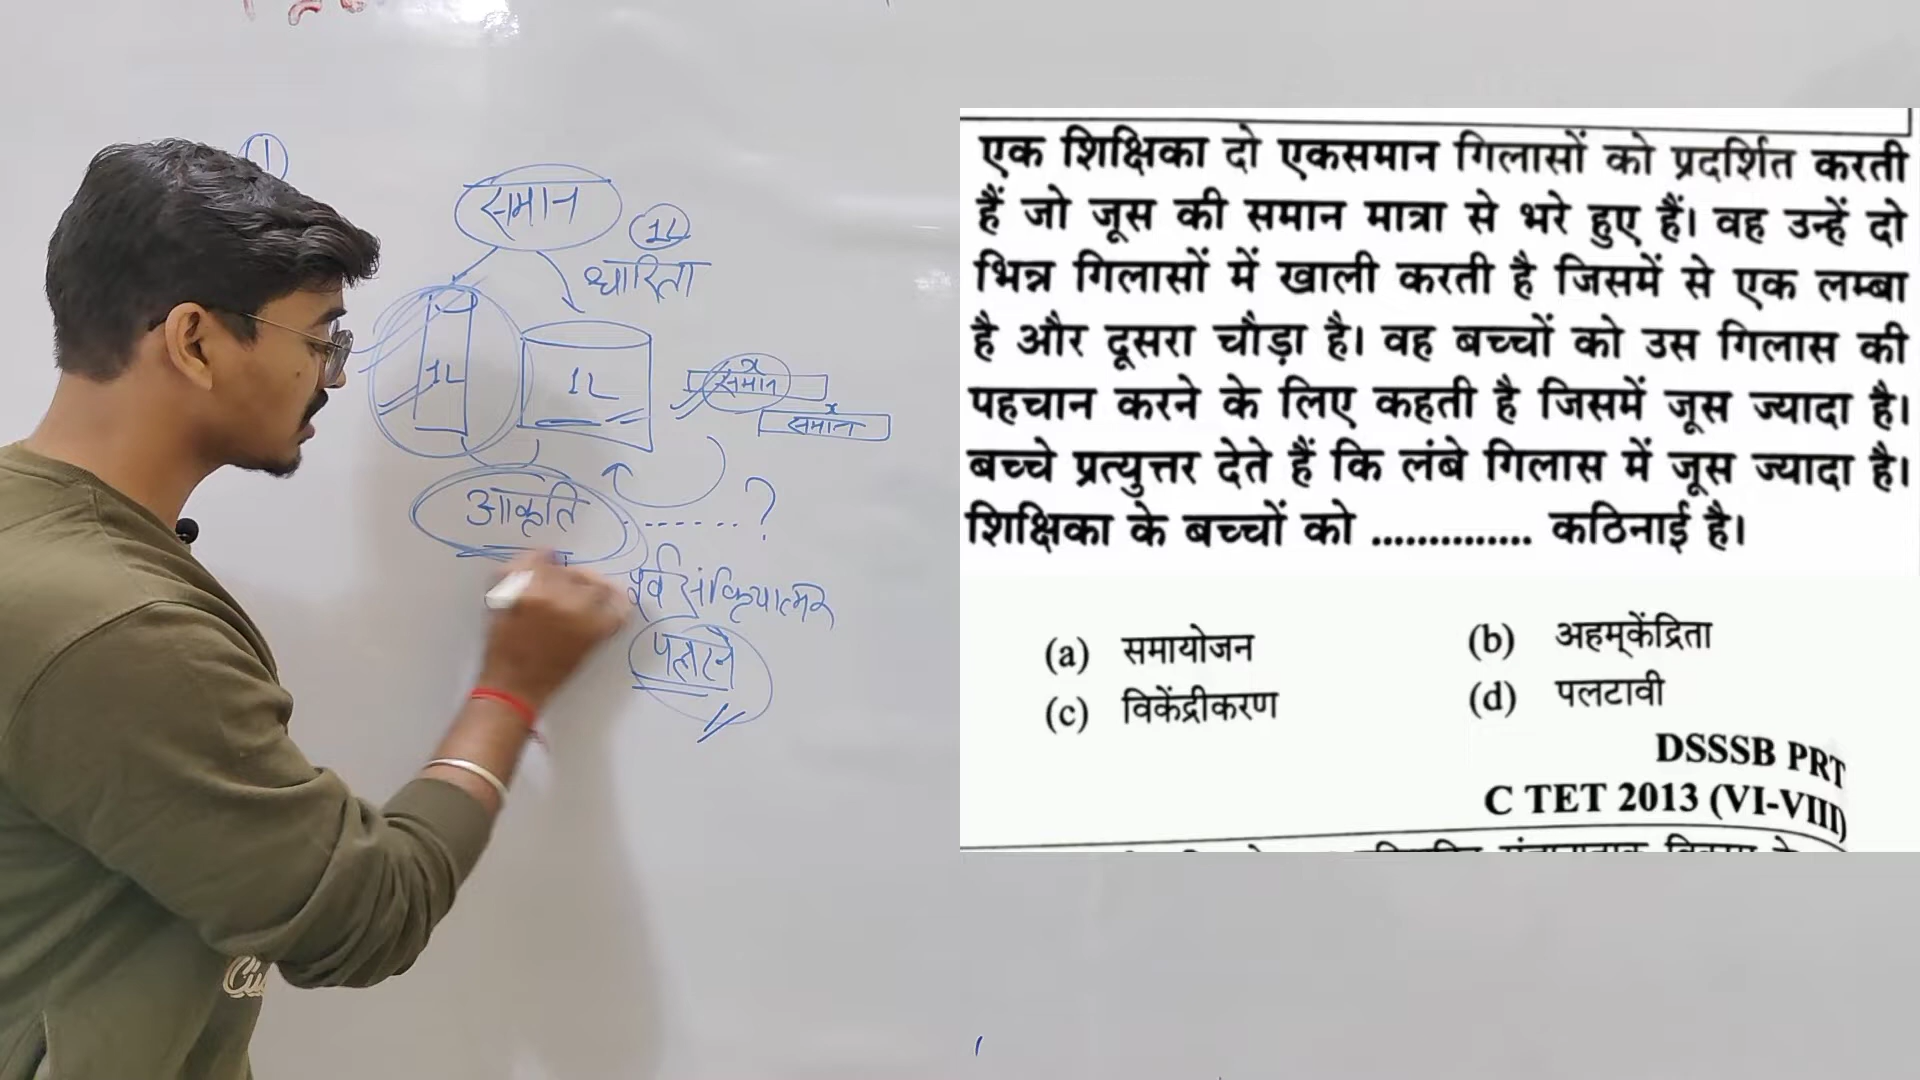 समान
1L
धारिता
1L
1L
x
समान
x
समान
आकृति ------?
पूर्व संक्रियात्मक
पलटने
एक शिक्षिका दो एकसमान गिलासों को प्रदर्शित करती
हैं जो जूस की समान मात्रा से भरे हुए हैं। वह उन्हें दो
भिन्न गिलासों में खाली करती है जिसमें से एक लम्बा
है और दूसरा चौड़ा है। वह बच्चों को उस गिलास की
पहचान करने के लिए कहती है जिसमें जूस ज्यादा है।
बच्चे प्रत्युत्तर देते हैं कि लंबे गिलास में जूस ज्यादा है।
शिक्षिका के बच्चों को .............. कठिनाई है।
(a) समायोजन (b) अहम्केंद्रिता
(c) विकेंद्रीकरण (d) पलटावी
DSSSB PRT
C TET 2013 (VI-VIII)